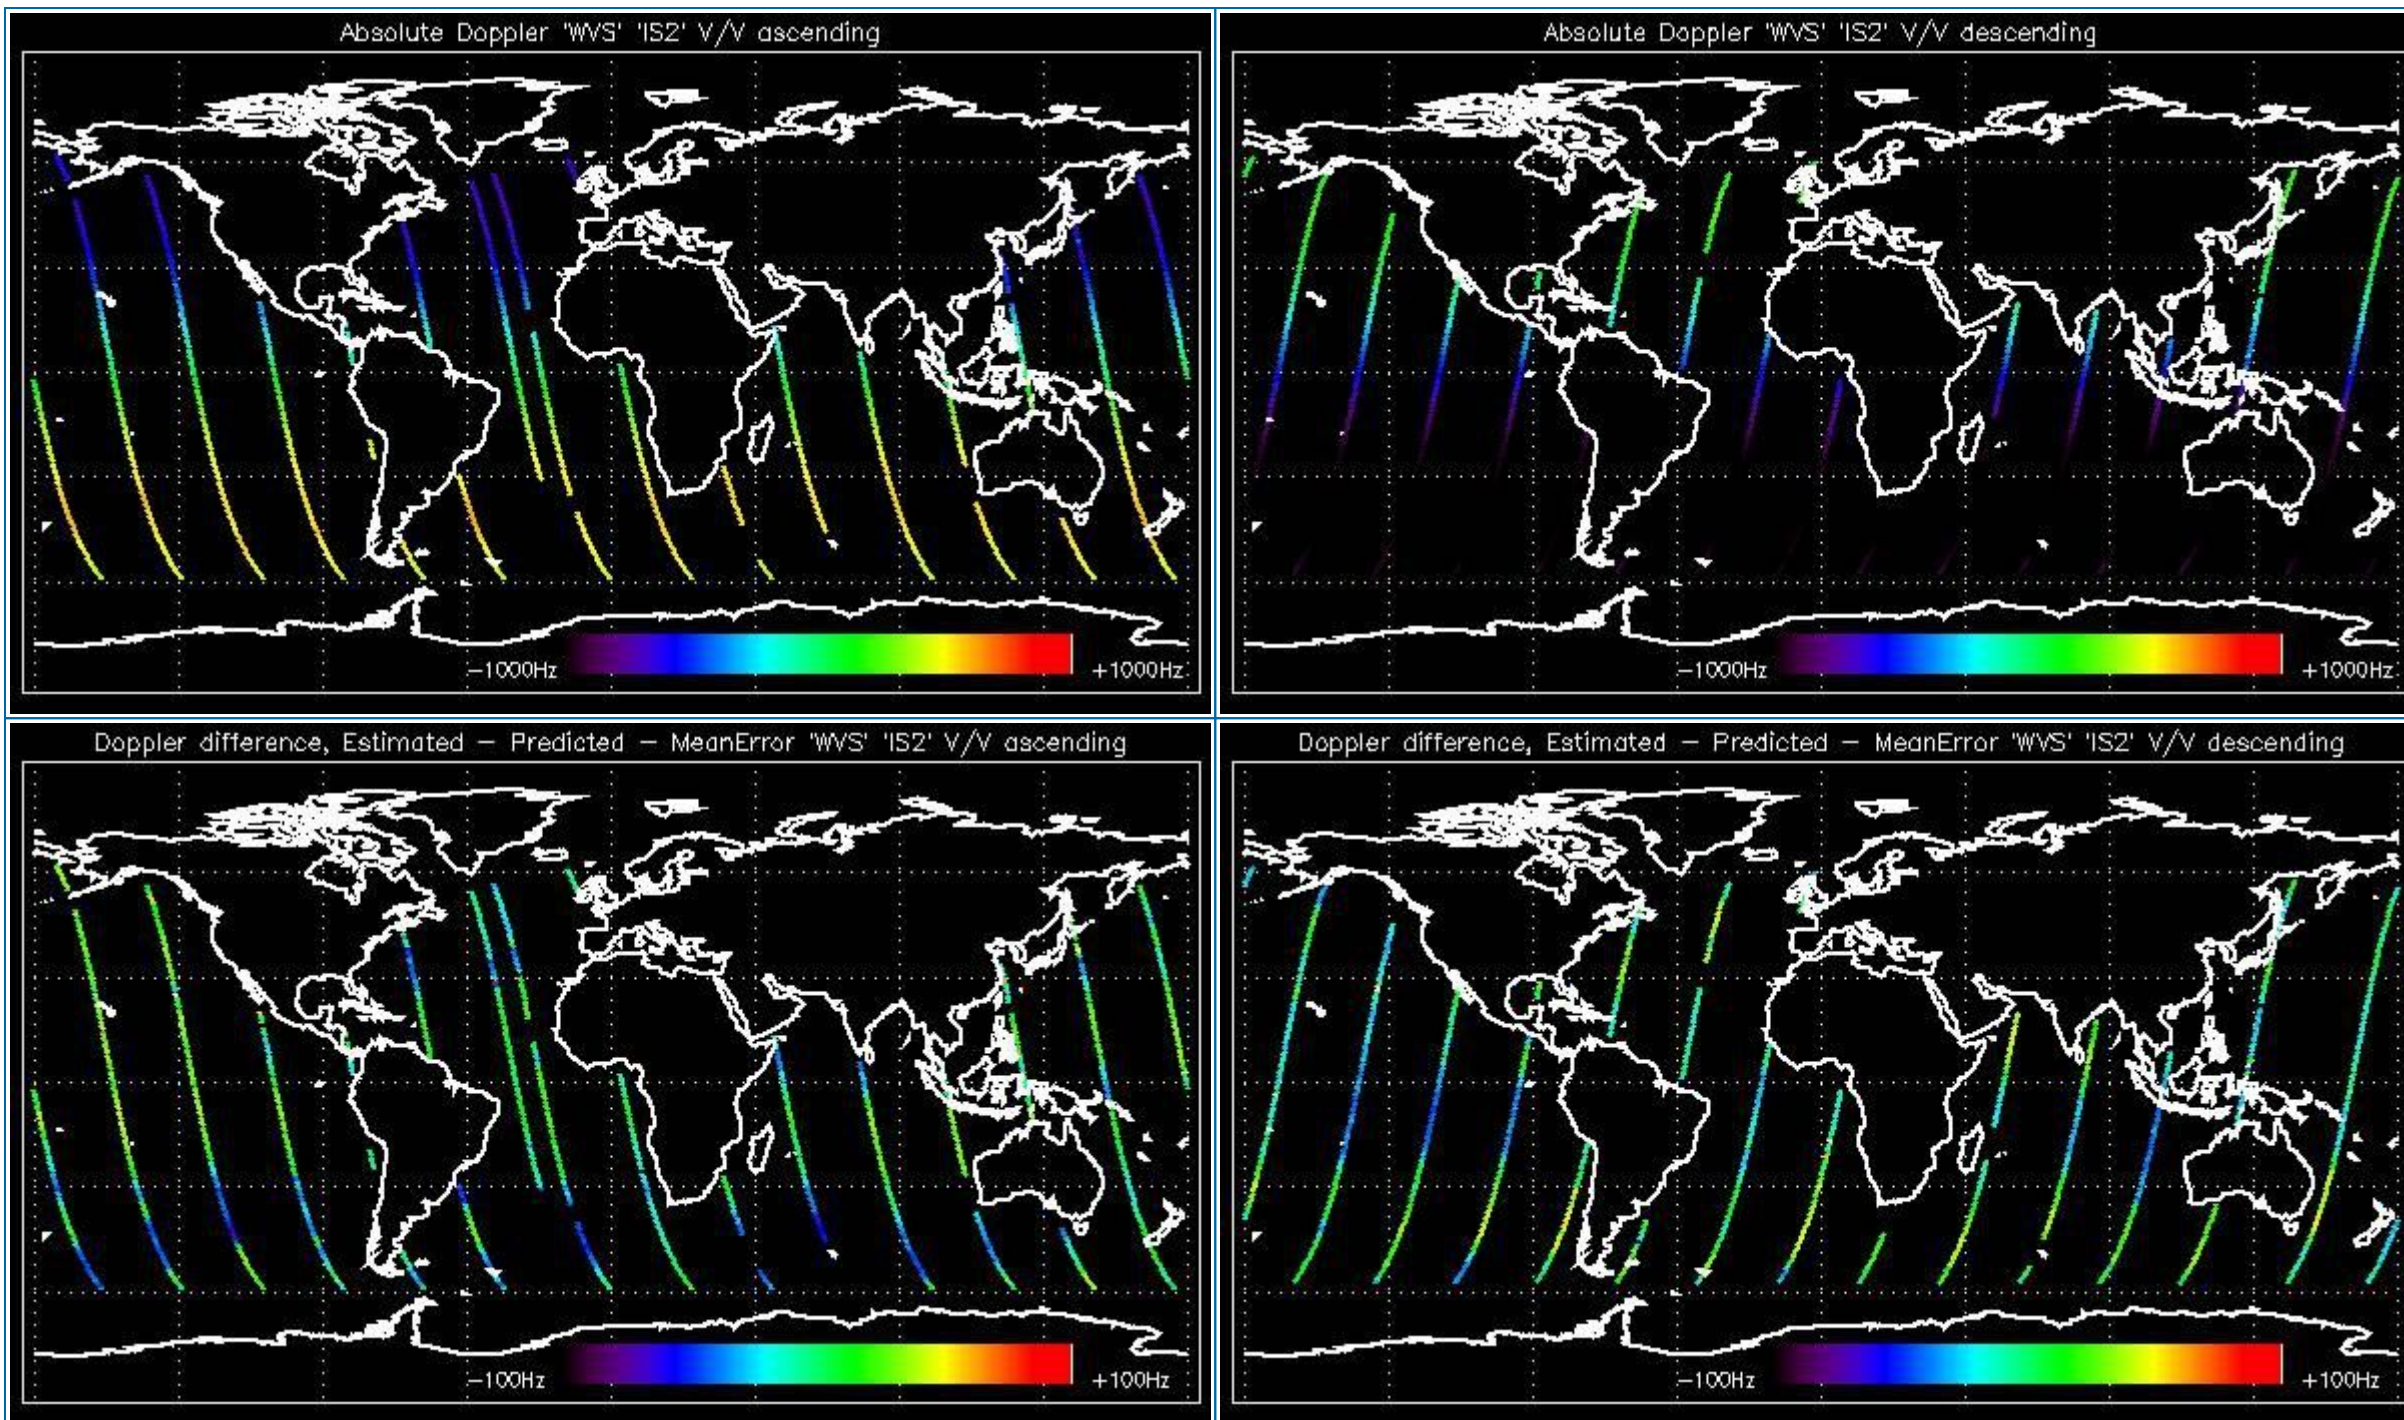 Absolute Doppler 'WVS' 'IS2' V/V ascending
-1000Hz
+1000Hz
Absolute Doppler 'WVS' 'IS2' V/V descending
-1000Hz
+1000Hz
Doppler difference, Estimated - Predicted - MeanError 'WVS' 'IS2' V/V ascending
-100Hz
+100Hz
Doppler difference, Estimated - Predicted - MeanError 'WVS' 'IS2' V/V descending
-100Hz
+100Hz